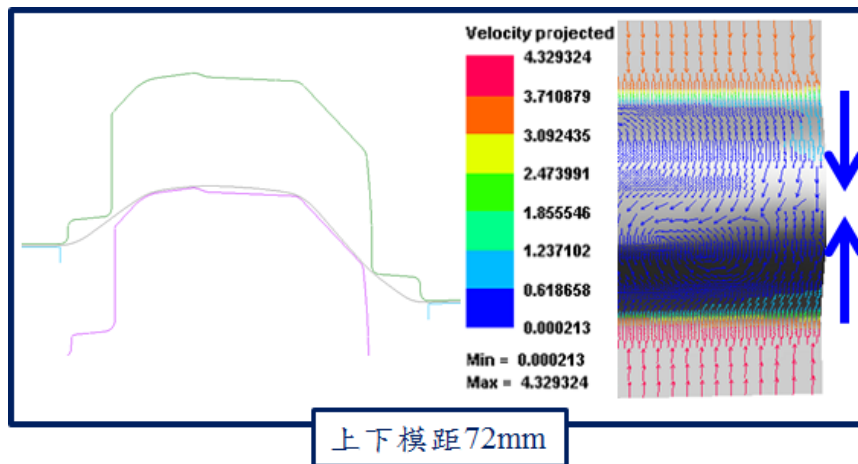 Velocity projected
4.329324
3.710879
3.092435
2.473991
1.855546
1.237102
0.618658
0.000213
Min = 0.000213
Max = 4.329324
上下模距72mm